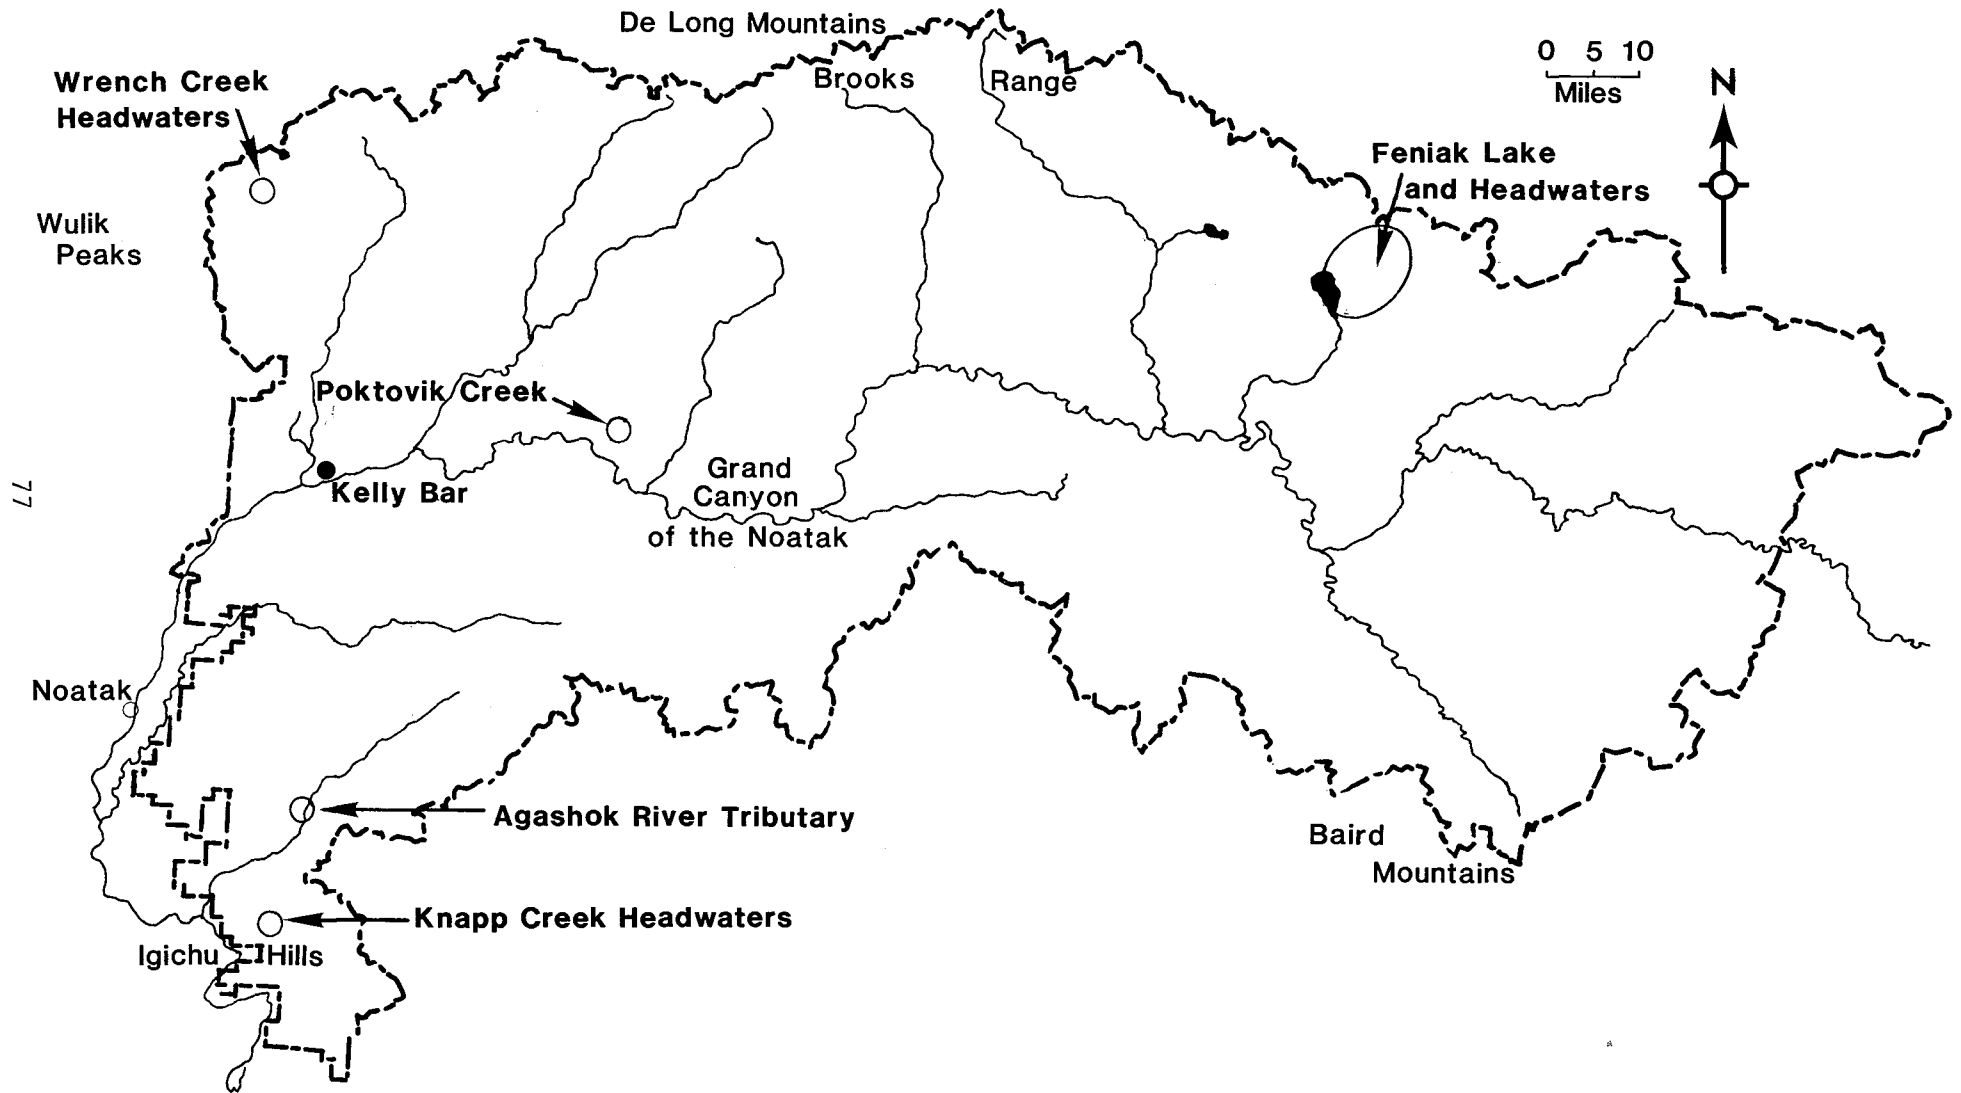 De Long Mountains
Brooks Range
0 5 10
Miles
N
Wrench Creek
Headwaters
Feniak Lake
and Headwaters
Wulik
Peaks
Poktovik Creek
Kelly Bar
Grand
Canyon
of the Noatak
77
Noatak
Agashok River Tributary
Baird
Mountains
Knapp Creek Headwaters
Igichu Hills